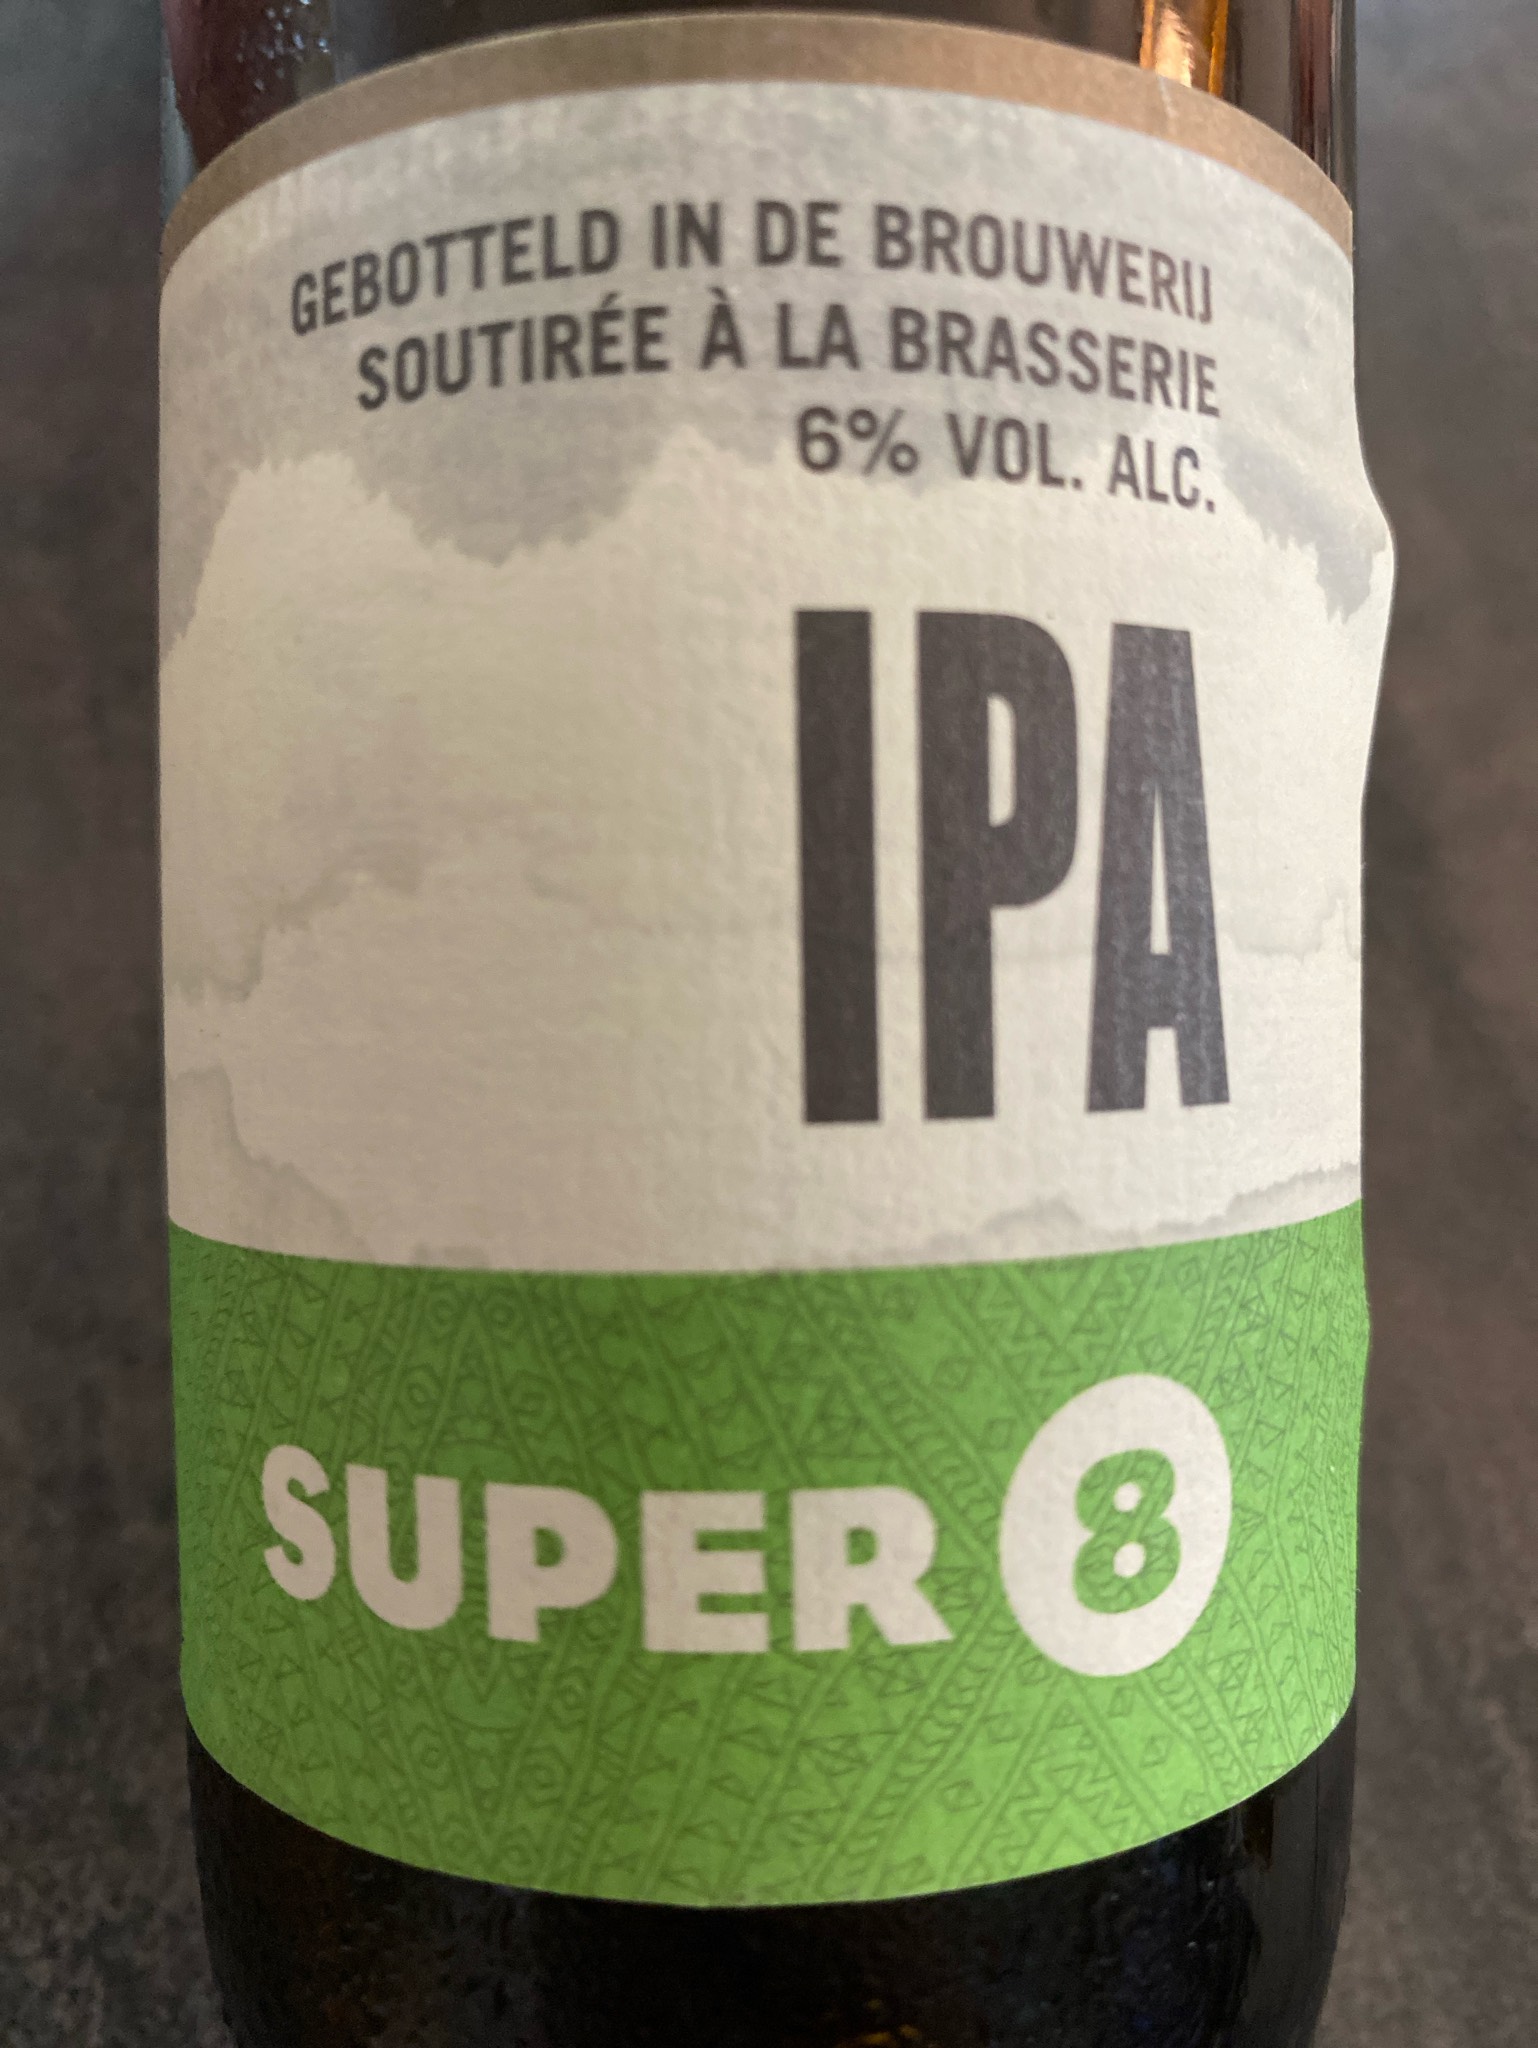 GEBOTTELD IN DE BROUWERIJ
SOUTIRÉE À LA BRASSERIE
6% VOL. ALC.
IPA
SUPER 8